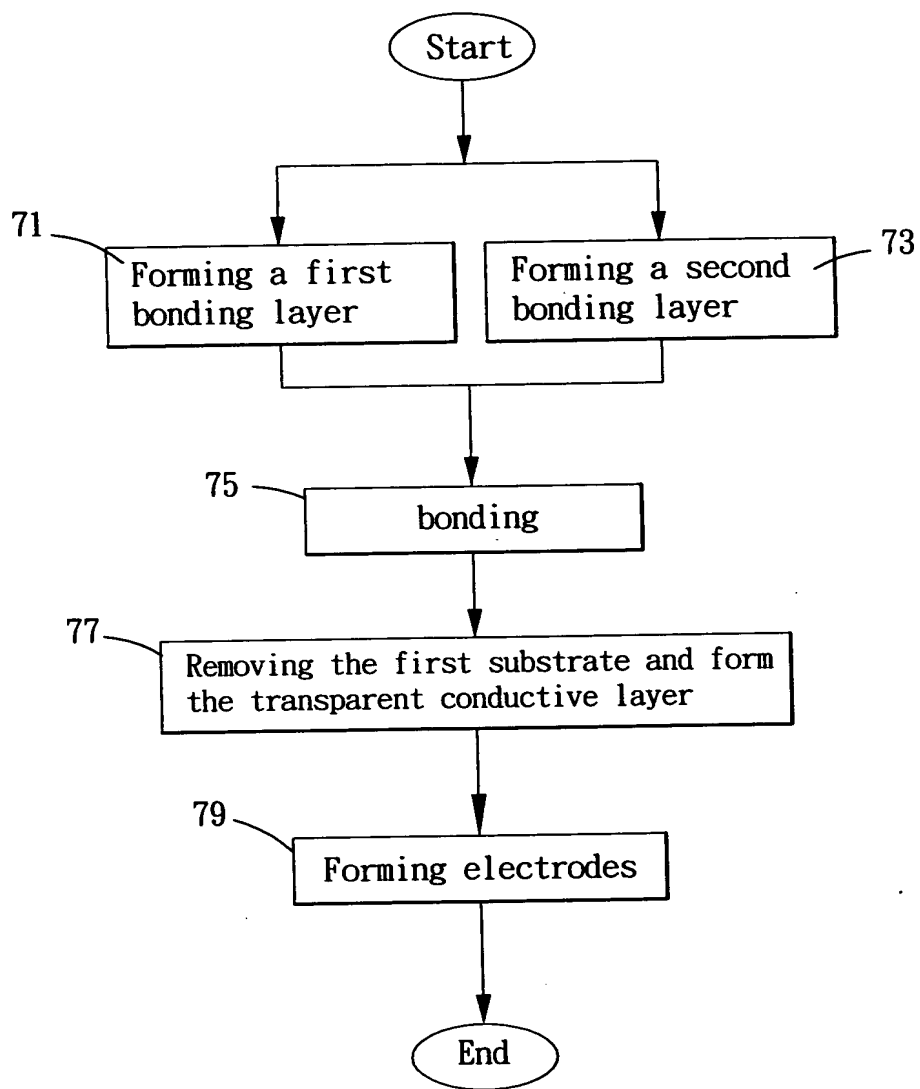 Start
71
Forming a first
bonding layer
Forming a second
bonding layer
73
75
bonding
77
Removing the first substrate and form
the transparent conductive layer
79
Forming electrodes
End